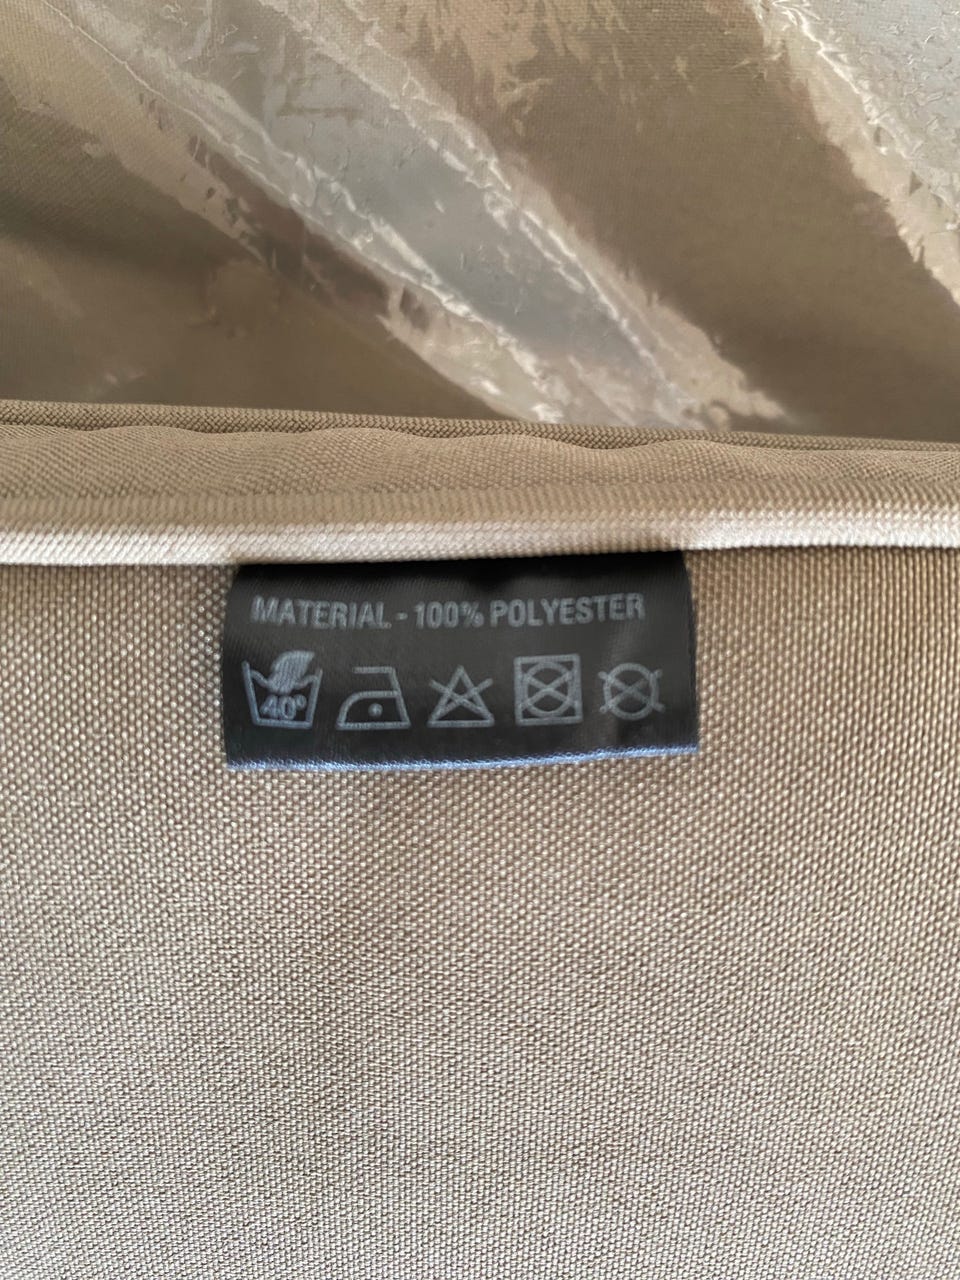 MATERIAL - 100% POLYESTER
40°